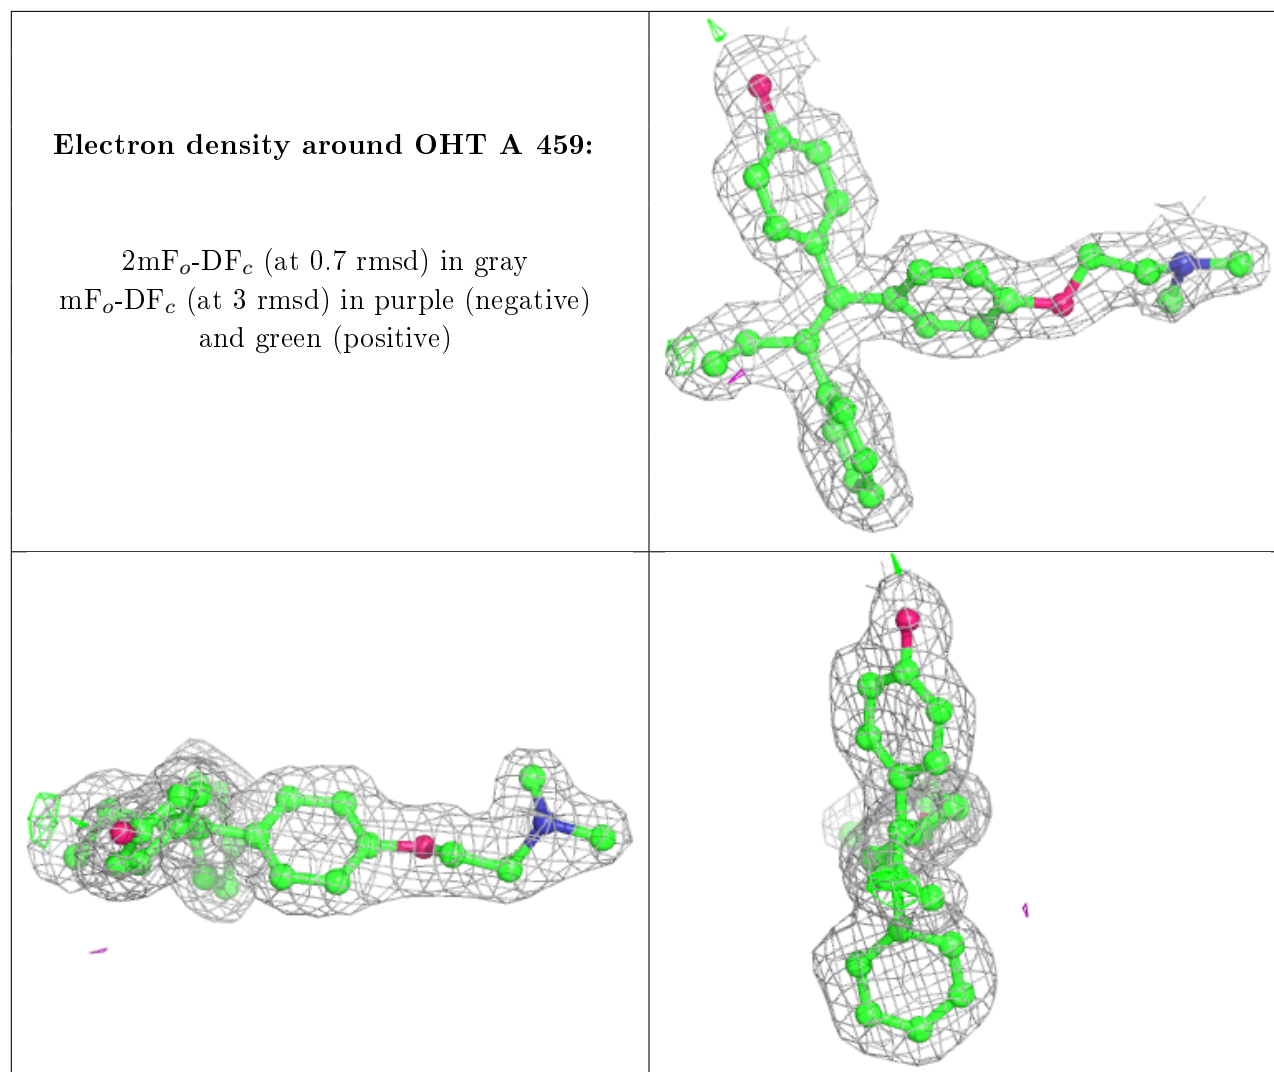 Electron density around OHT A 459:
2mFo-DFc (at 0.7 rmsd) in gray
mFo-DFc (at 3 rmsd) in purple (negative)
and green (positive)